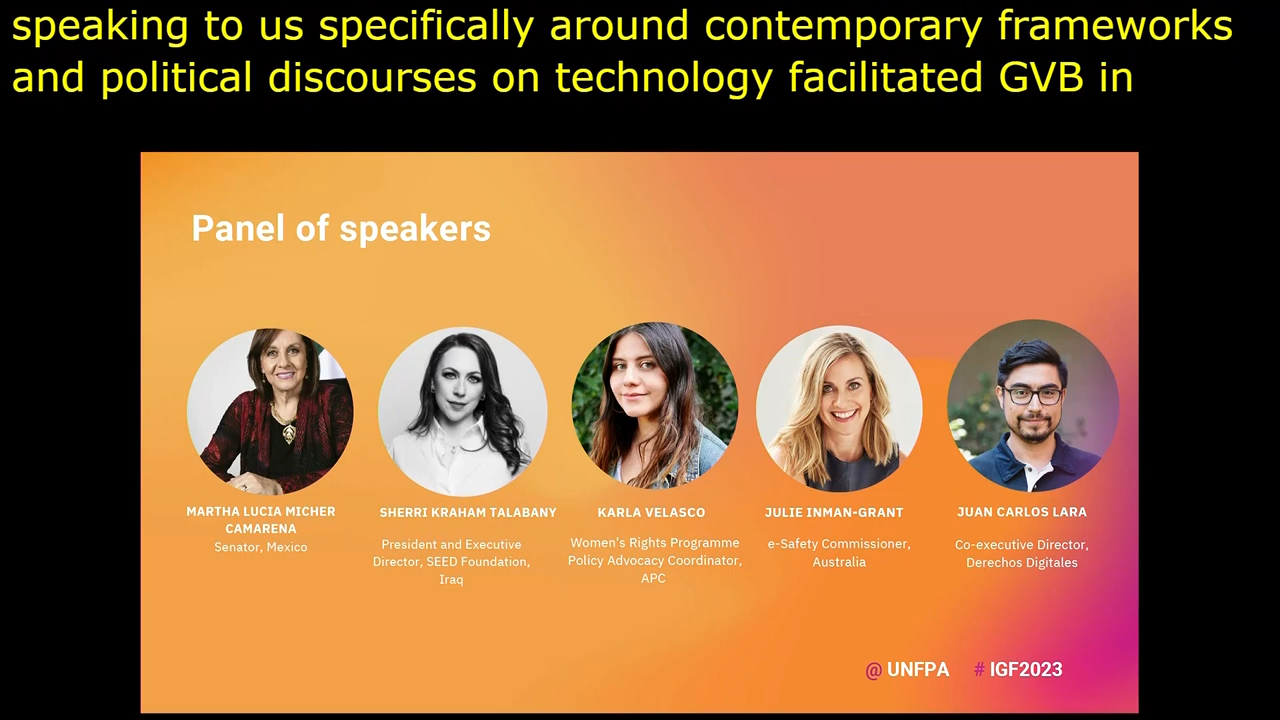 speaking to us specifically around contemporary frameworks
and political discourses on technology facilitated GVB in
Panel of speakers
MARTHA LUCIA MICHER
CAMARENA
Senator, Mexico
SHERRI KRAHAM TALABANY
President and Executive
Director, SEED Foundation,
Iraq
KARLA VELASCO
Women's Rights Programme
Policy Advocacy Coordinator,
APC
JULIE INMAN-GRANT
e-Safety Commissioner,
Australia
JUAN CARLOS LARA
Co-executive Director,
Derechos Digitales
@ UNFPA # IGF2023